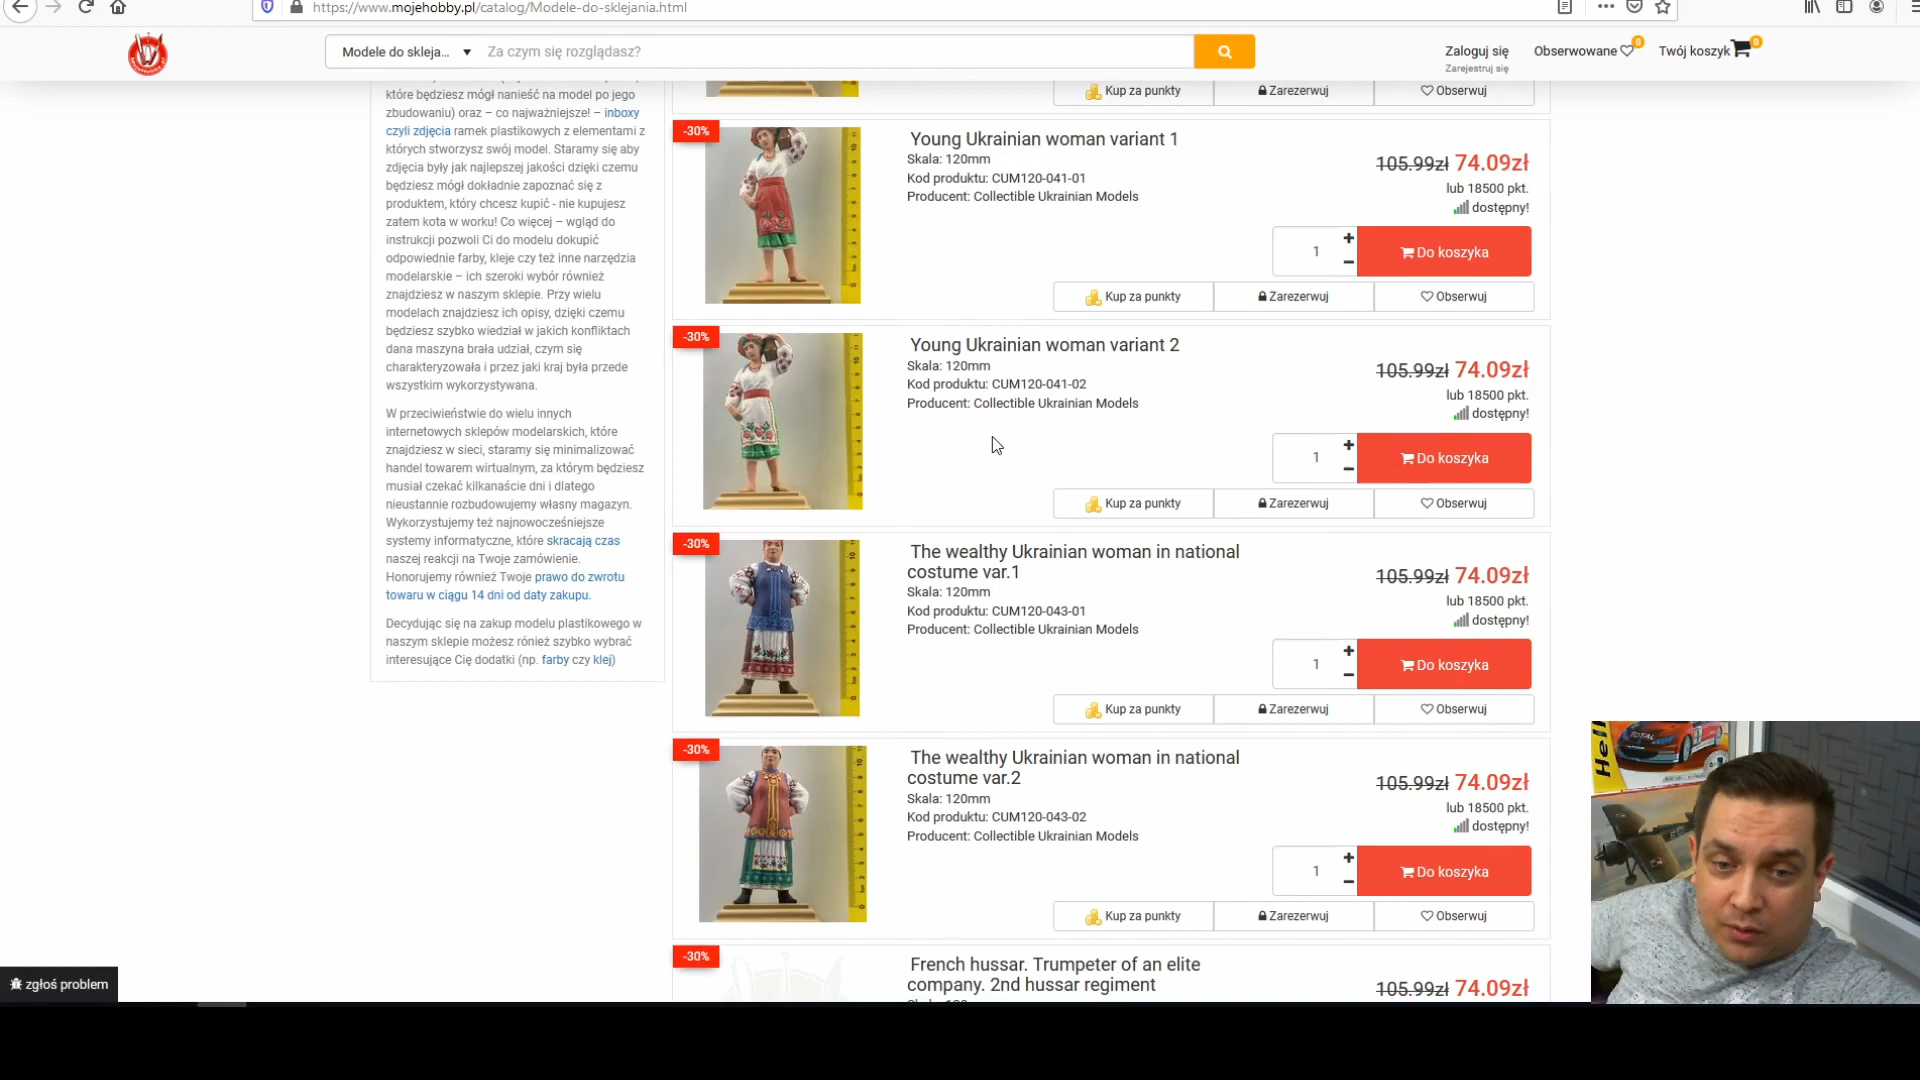 https://www.mojehobby.pl/catalog/Modele-do-sklejania.html
Modele do skleja...
Za czym się rozglądasz?
Zaloguj się
Zarejestruj się
Obserwowane
0
Twój koszyk
0
które będziesz mógł nanieść na model po jego
zbudowaniu) oraz – co najważniejsze! – inboxy
czyli zdjęcia ramek plastikowych z elementami z
których stworzysz swój model. Staramy się aby
zdjęcia były jak najlepszej jakości dzięki czemu
będziesz mógł dokładnie zapoznać się z
produktem, który chcesz kupić - nie kupujesz
zatem kota w worku! Co więcej – wgląd do
instrukcji pozwoli Ci do modelu dokupić
odpowiednie farby, kleje czy też inne narzędzia
modelarskie – ich szeroki wybór również
znajdziesz w naszym sklepie. Przy wielu
modelach znajdziesz ich opisy, dzięki czemu
będziesz szybko wiedział w jakich konfliktach
dana maszyna brała udział, czym się
charakteryzowała i przez jaki kraj była przede
wszystkim wykorzystywana.
W przeciwieństwie do wielu innych
internetowych sklepów modelarskich, które
znajdziesz w sieci, staramy się minimalizować
handel towarem wirtualnym, za którym będziesz
musiał czekać kilkanaście dni i dlatego
nieustannie rozbudowujemy własny magazyn.
Wykorzystujemy też najnowocześniejsze
systemy informatyczne, które skracają czas
naszej reakcji na Twoje zamówienie.
Honorujemy również Twoje prawo do zwrotu
towaru w ciągu 14 dni od daty zakupu.
Decydując się na zakup modelu plastikowego w
naszym sklepie możesz rónież szybko wybrać
interesujące Cię dodatki (np. farby czy klej)
Kup za punkty
Zarezerwuj
Obserwuj
-30%
Young Ukrainian woman variant 1
Skala: 120mm
Kod produktu: CUM120-041-01
Producent: Collectible Ukrainian Models
105.99zł 74.09zł
lub 18500 pkt.
dostępny!
1
Do koszyka
Kup za punkty
Zarezerwuj
Obserwuj
-30%
Young Ukrainian woman variant 2
Skala: 120mm
Kod produktu: CUM120-041-02
Producent: Collectible Ukrainian Models
105.99zł 74.09zł
lub 18500 pkt.
dostępny!
1
Do koszyka
Kup za punkty
Zarezerwuj
Obserwuj
-30%
The wealthy Ukrainian woman in national
costume var.1
Skala: 120mm
Kod produktu: CUM120-043-01
Producent: Collectible Ukrainian Models
105.99zł 74.09zł
lub 18500 pkt.
dostępny!
1
Do koszyka
Kup za punkty
Zarezerwuj
Obserwuj
-30%
The wealthy Ukrainian woman in national
costume var.2
Skala: 120mm
Kod produktu: CUM120-043-02
Producent: Collectible Ukrainian Models
105.99zł 74.09zł
lub 18500 pkt.
dostępny!
1
Do koszyka
Kup za punkty
Zarezerwuj
Obserwuj
-30%
French hussar. Trumpeter of an elite
company. 2nd hussar regiment
105.99zł 74.09zł
zgłoś problem
Hell
TOTAL